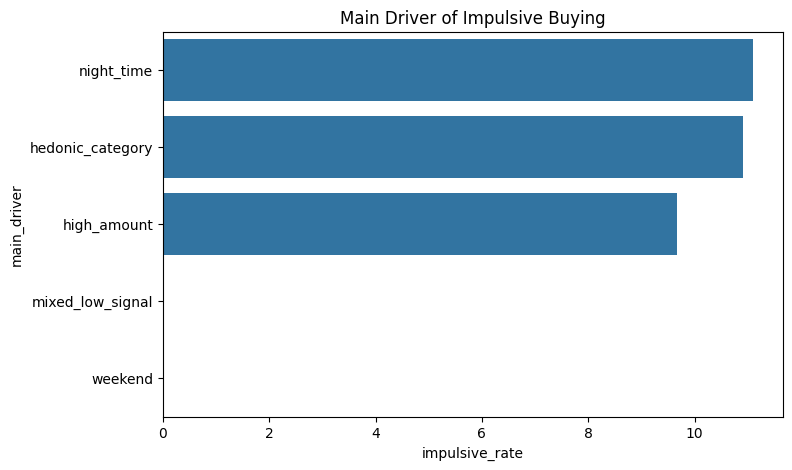 Main Driver of Impulsive Buying
main_driver
night_time
hedonic_category
high_amount
mixed_low_signal
weekend
0 2 4 6 8 10
impulsive_rate